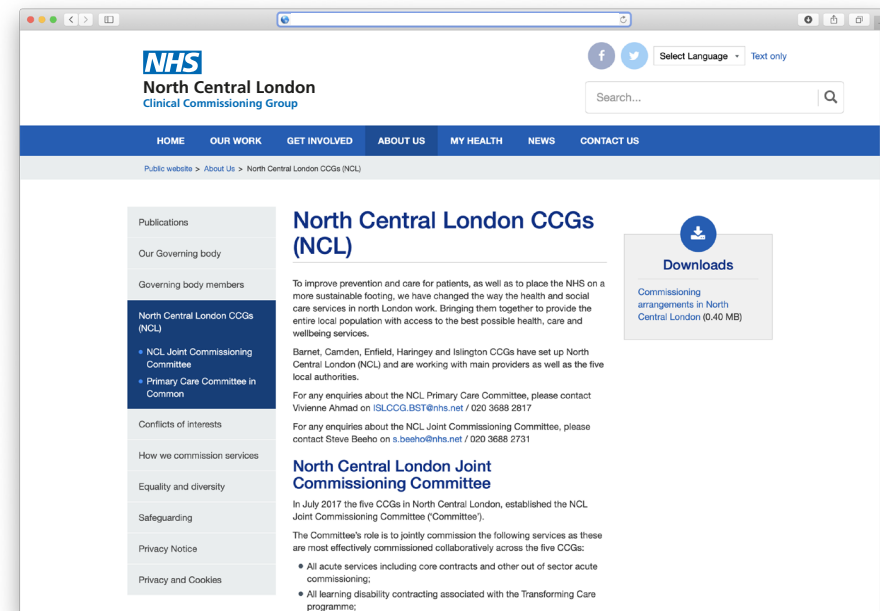 NHS
North Central London
Clinical Commissioning Group
Select Language
Text only
Search...
HOME
OUR WORK
GET INVOLVED
ABOUT US
MY HEALTH
NEWS
CONTACT US
Public website > About Us > North Central London CCGs (NCL)
Publications
Our Governing body
Governing body members
North Central London CCGs
(NCL)
NCL Joint Commissioning
Committee
Primary Care Committee in
Common
Conflicts of interests
How we commission services
Equality and diversity
Safeguarding
Privacy Notice
Privacy and Cookies
North Central London CCGs
(NCL)
To improve prevention and care for patients, as well as to place the NHS on a
more sustainable footing, we have changed the way the health and social
care services in north London work. Bringing them together to provide the
entire local population with access to the best possible health, care and
wellbeing services.
Barnet, Camden, Enfield, Haringey and Islington CCGs have set up North
Central London (NCL) and are working with main providers as well as the five
local authorities.
For any enquiries about the NCL Primary Care Committee, please contact
Vivienne Ahmad on ISLCCG.BST@nhs.net / 020 3688 2817
For any enquiries about the NCL Joint Commissioning Committee, please
contact Steve Beeho on s.beeho@nhs.net / 020 3688 2731
North Central London Joint
Commissioning Committee
In July 2017 the five CCGs in North Central London, established the NCL
Joint Commissioning Committee ('Committee').
The Committee's role is to jointly commission the following services as these
are most effectively commissioned collaboratively across the five CCGs:
All acute services including core contracts and other out of sector acute
commissioning;
All learning disability contracting associated with the Transforming Care
programme;
Downloads
Commissioning
arrangements in North
Central London (0.40 MB)